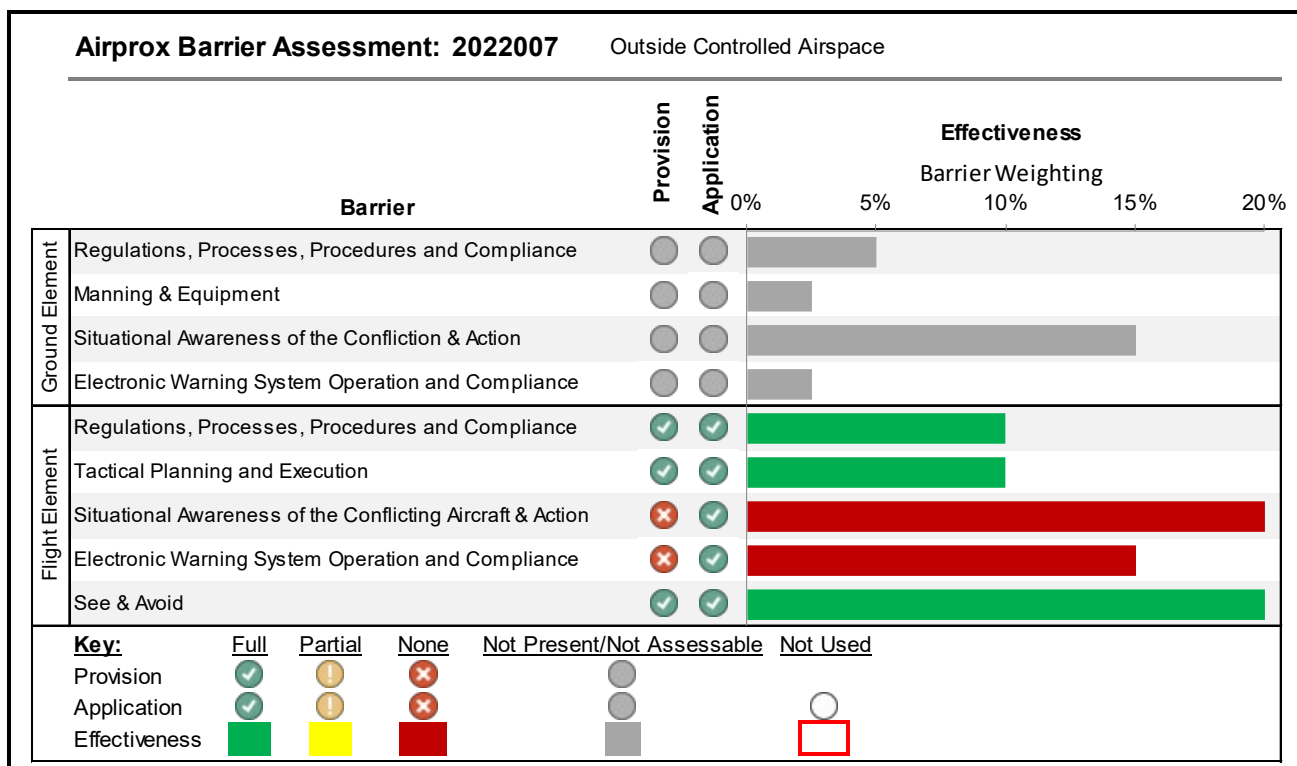 Airprox Barrier Assessment: 2022007 Outside Controlled Airspace
Provision
Application
Effectiveness
Barrier Weighting
Barrier
0% 5% 10% 15% 20%
Ground Element
Regulations, Processes, Procedures and Compliance
Manning & Equipment
Situational Awareness of the Confliction & Action
Electronic Warning System Operation and Compliance
Flight Element
Regulations, Processes, Procedures and Compliance
Tactical Planning and Execution
Situational Awareness of the Conflicting Aircraft & Action
Electronic Warning System Operation and Compliance
See & Avoid
Key: Full Partial None Not Present/Not Assessable Not Used
Provision
Application
Effectiveness